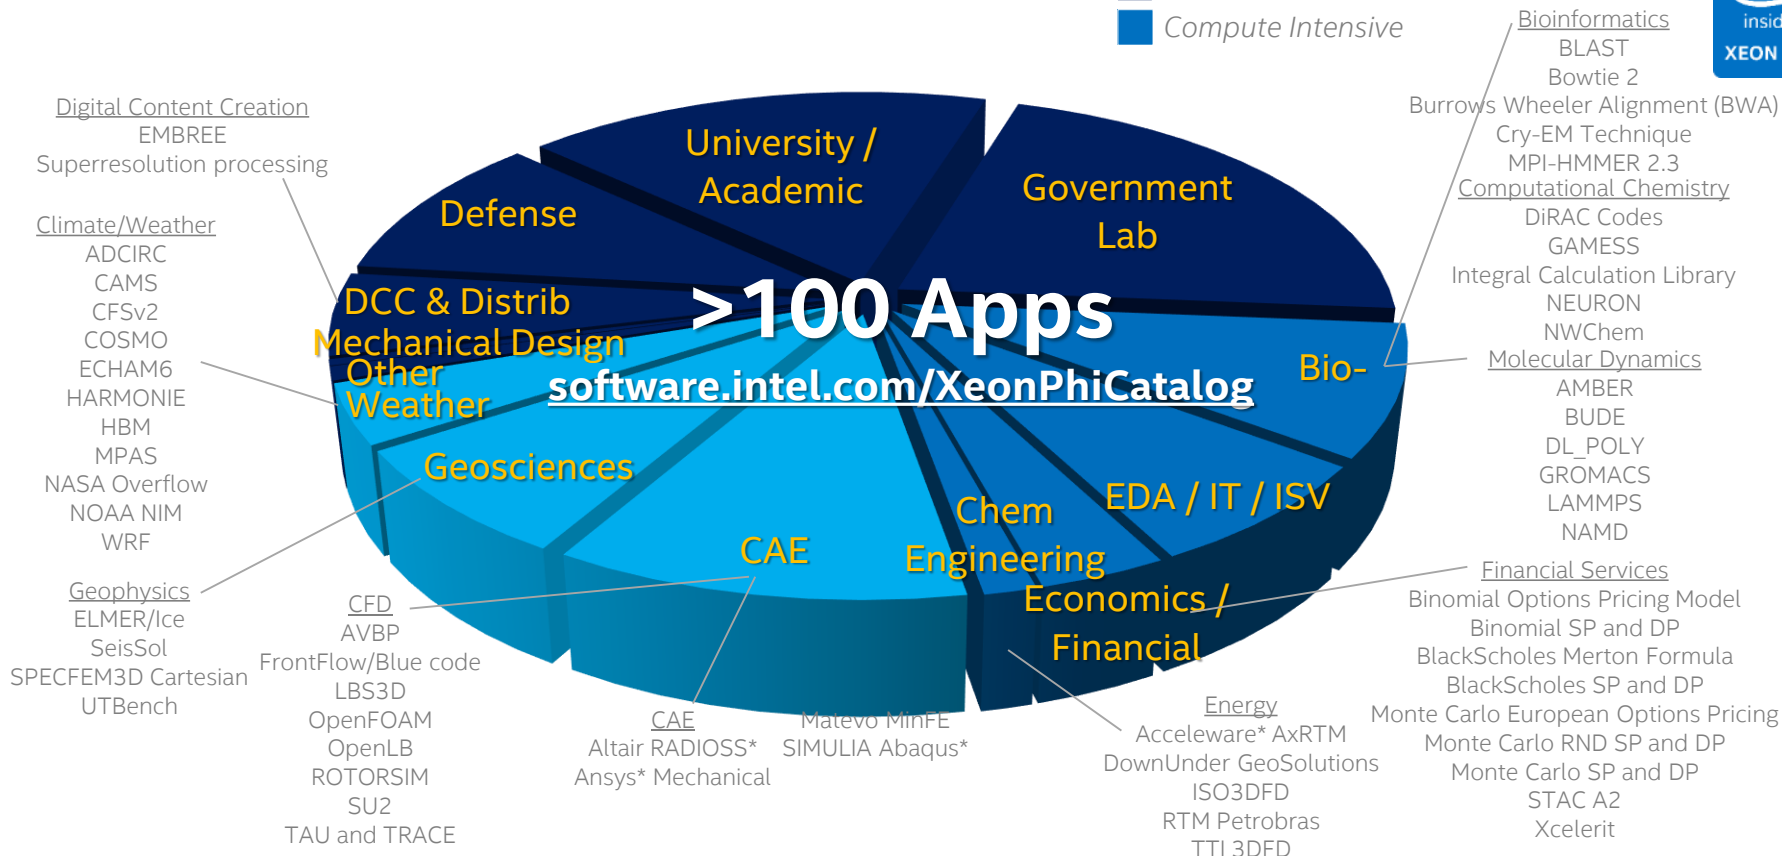 Compute Intensive
insid
XEON
Digital Content Creation
EMBREE
Superresolution processing
Climate/Weather
ADCIRC
CAMS
CFSv2
COSMO
ECHAM6
HARMONIE
HBM
MPAS
NASA Overflow
NOAA NIM
WRF
Geophysics
ELMER/Ice
SeisSol
SPECFEM3D Cartesian
UTBench
University /
Academic
Government
Lab
Defense
DCC & Distrib
Mechanical Design
Other
Weather
Geosciences
CAE
Chem
Engineering
Economics /
Financial
EDA / IT / ISV
Bio-
>100 Apps
software.intel.com/XeonPhiCatalog
CFD
AVBP
FrontFlow/Blue code
LBS3D
OpenFOAM
OpenLB
ROTORSIM
SU2
TAU and TRACE
CAE
Altair RADIOSS*
Ansys* Mechanical
Matevo MinFE
SIMULIA Abaqus*
Energy
Acceleware* AxRTM
DownUnder GeoSolutions
ISO3DFD
RTM Petrobras
TTI 3DFD
Bioinformatics
BLAST
Bowtie 2
Burrows Wheeler Alignment (BWA)
Cry-EM Technique
MPI-HMMER 2.3
Computational Chemistry
DiRAC Codes
GAMESS
Integral Calculation Library
NEURON
NWChem
Molecular Dynamics
AMBER
BUDE
DL_POLY
GROMACS
LAMMPS
NAMD
Financial Services
Binomial Options Pricing Model
Binomial SP and DP
BlackScholes Merton Formula
BlackScholes SP and DP
Monte Carlo European Options Pricing
Monte Carlo RND SP and DP
Monte Carlo SP and DP
STAC A2
Xcelerit